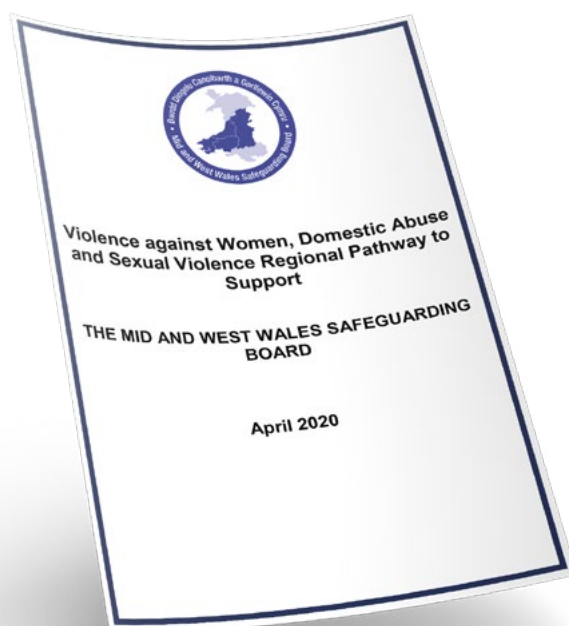 Bwrdd Diogelu Canolbarth a Gorllewin Cymru
Mid and West Wales Safeguarding Board
Violence against Women, Domestic Abuse
and Sexual Violence Regional Pathway to
Support
THE MID AND WEST WALES SAFEGUARDING
BOARD
April 2020